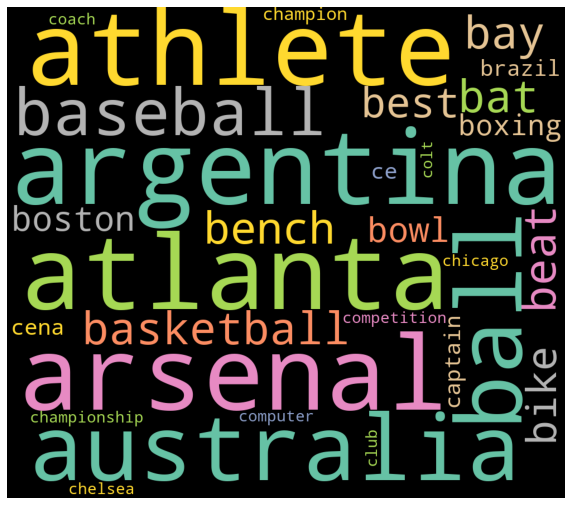 coach
champion
athlete
bay
brazil
baseball
best
bat
boxing
argentina
ce
colt
boston
bench
bowl
beat
atlanta
chicago
ball
cena
basketball
competition
captain
arsenal
bike
championship
computer
australia
club
chelsea